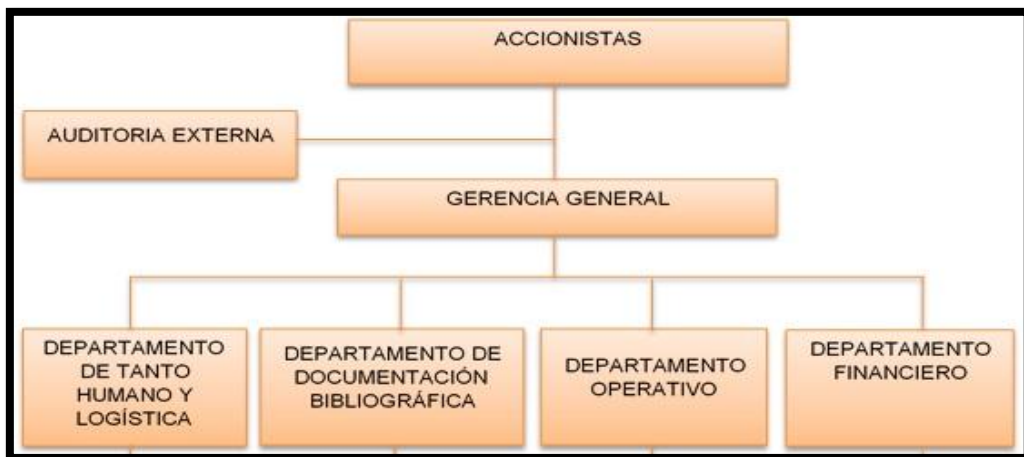 ACCIONISTAS
AUDITORIA EXTERNA
GERENCIA GENERAL
DEPARTAMENTO
DE TANTO
HUMANO Y
LOGÍSTICA
DEPARTAMENTO DE
DOCUMENTACIÓN
BIBLIOGRÁFICA
DEPARTAMENTO
OPERATIVO
DEPARTAMENTO
FINANCIERO